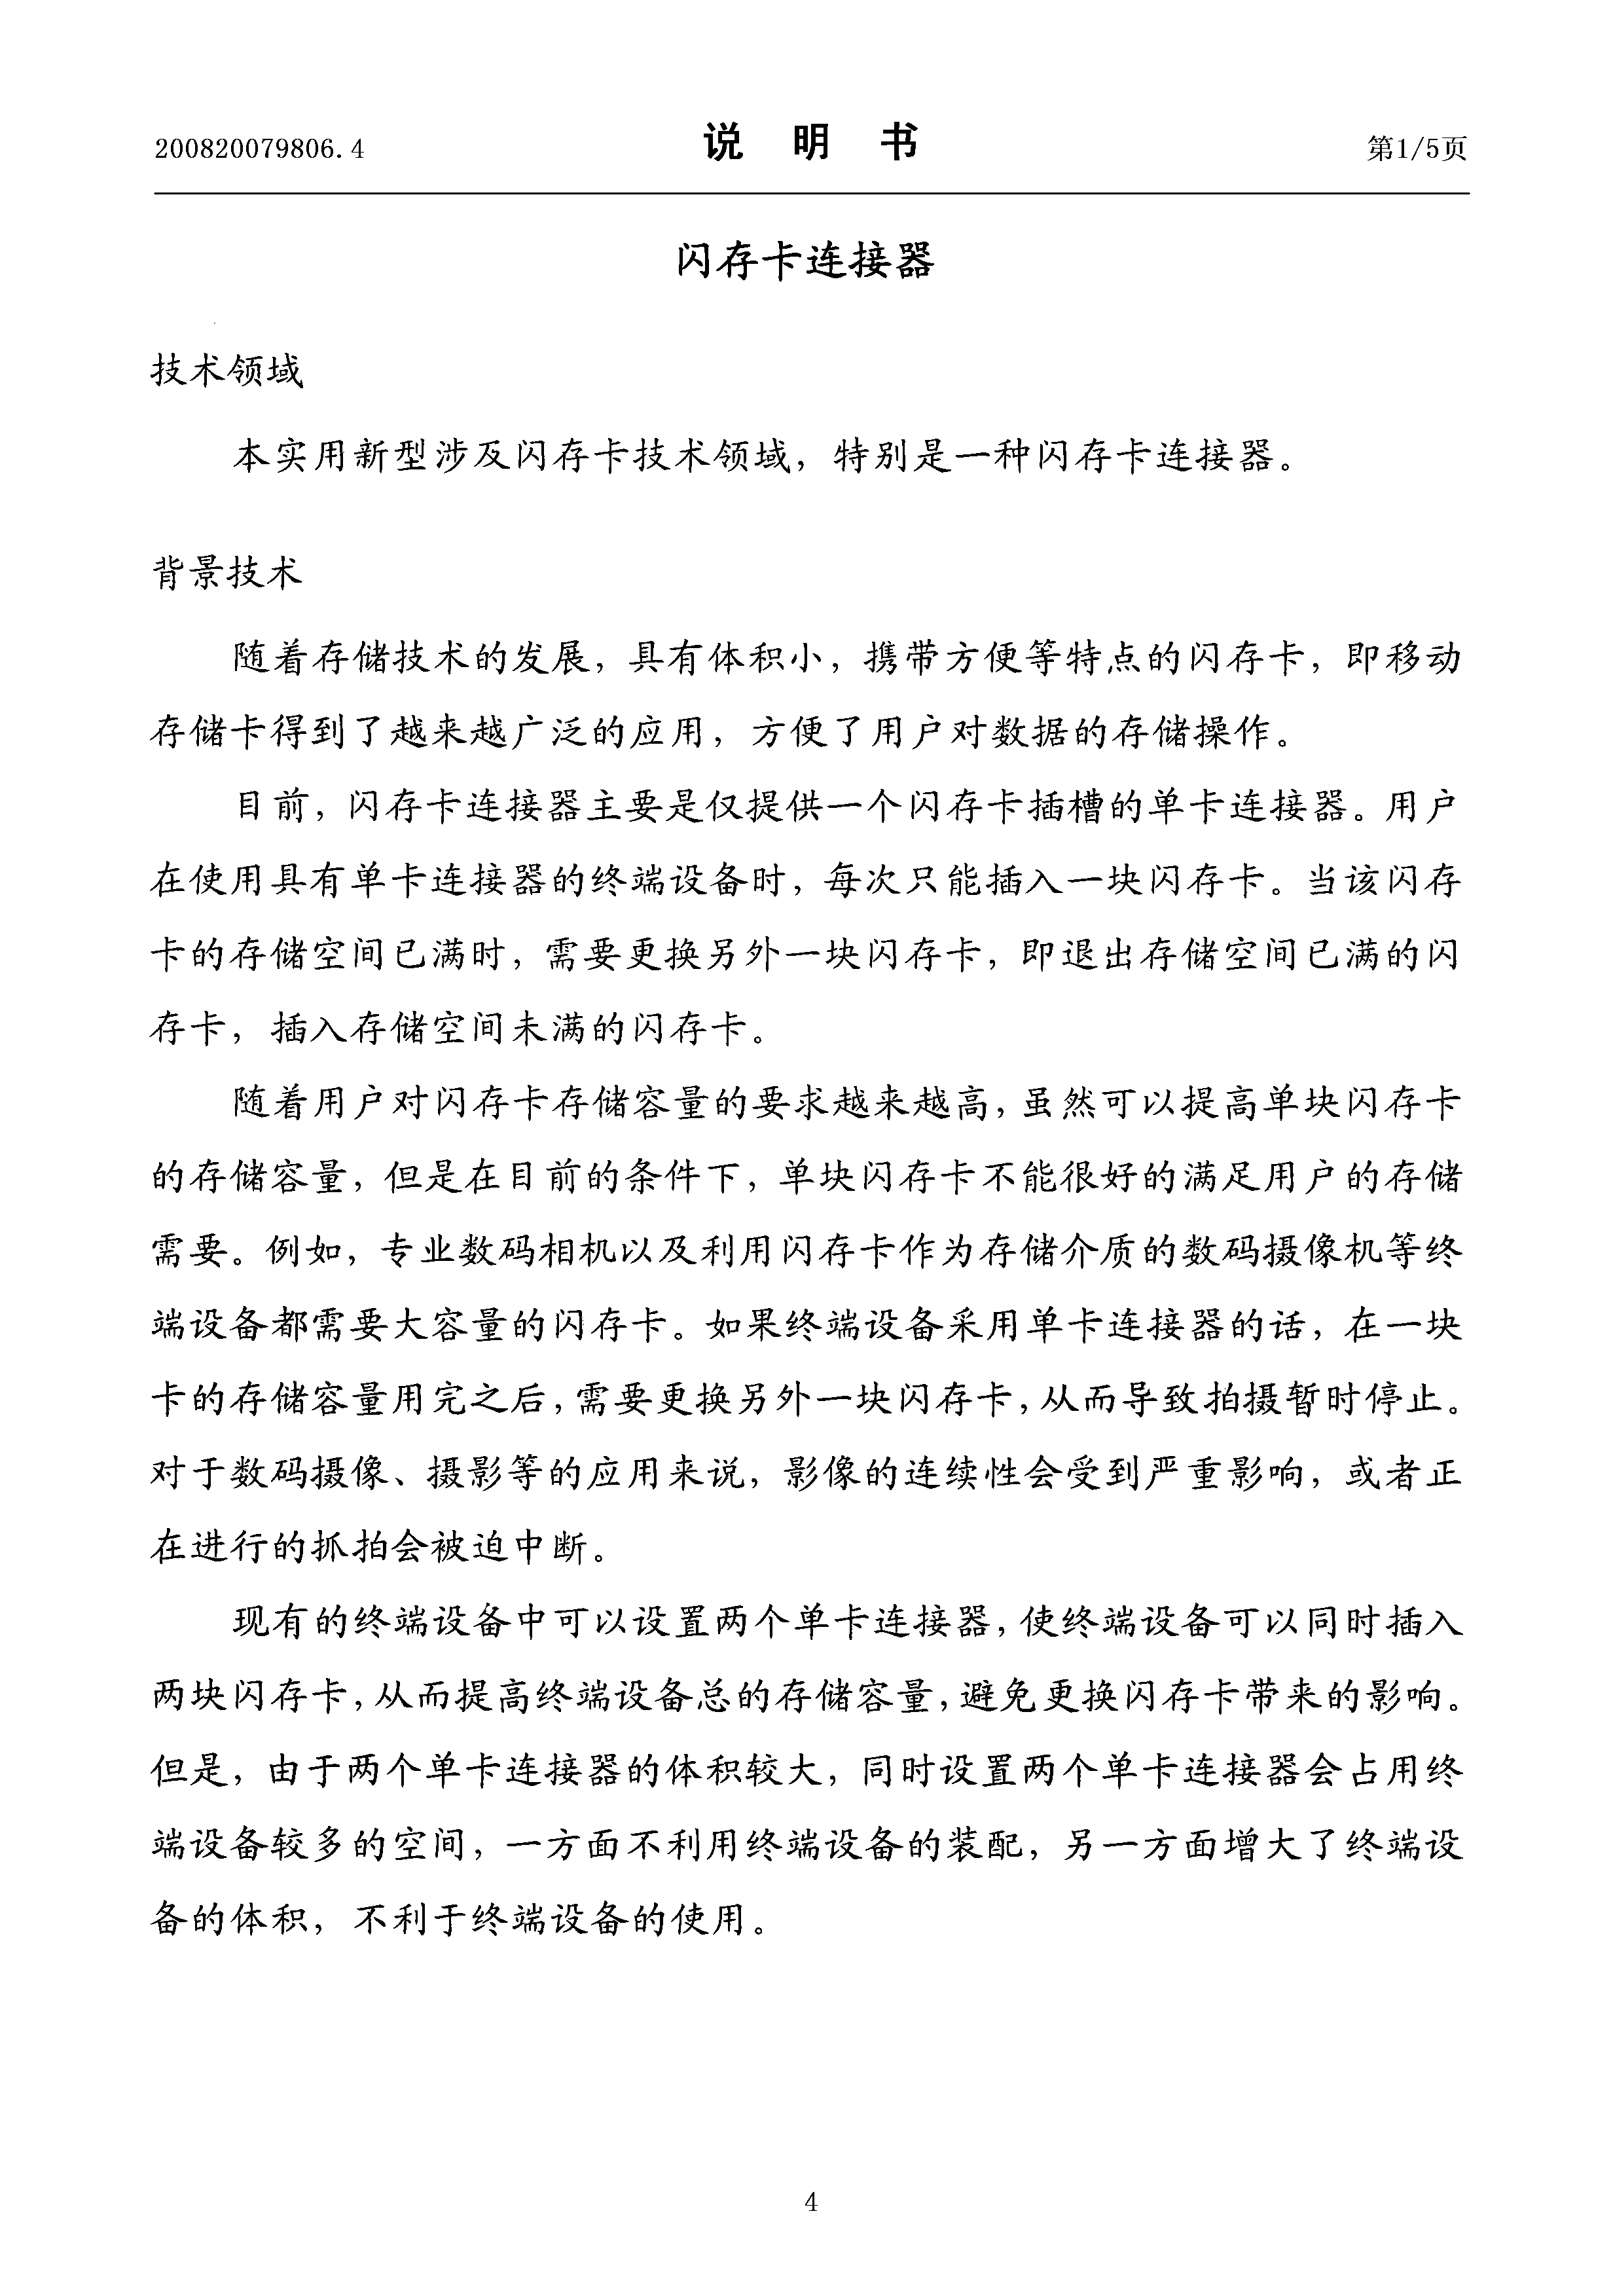 200820079806.4
说 明 书
第1/5页
闪存卡连接器
技术领域
本实用新型涉及闪存卡技术领域，特别是一种闪存卡连接器。
背景技术
随着存储技术的发展，具有体积小，携带方便等特点的闪存卡，即移动
存储卡得到了越来越广泛的应用，方便了用户对数据的存储操作。
目前，闪存卡连接器主要是仅提供一个闪存卡插槽的单卡连接器。用户
在使用具有单卡连接器的终端设备时，每次只能插入一块闪存卡。当该闪存
卡的存储空间已满时，需要更换另外一块闪存卡，即退出存储空间已满的闪
存卡，插入存储空间未满的闪存卡。
随着用户对闪存卡存储容量的要求越来越高，虽然可以提高单块闪存卡
的存储容量，但是在目前的条件下，单块闪存卡不能很好的满足用户的存储
需要。例如，专业数码相机以及利用闪存卡作为存储介质的数码摄像机等终
端设备都需要大容量的闪存卡。如果终端设备采用单卡连接器的话，在一块
卡的存储容量用完之后，需要更换另外一块闪存卡，从而导致拍摄暂时停止。
对于数码摄像、摄影等的应用来说，影像的连续性会受到严重影响，或者正
在进行的抓拍会被迫中断。
现有的终端设备中可以设置两个单卡连接器，使终端设备可以同时插入
两块闪存卡，从而提高终端设备总的存储容量，避免更换闪存卡带来的影响。
但是，由于两个单卡连接器的体积较大，同时设置两个单卡连接器会占用终
端设备较多的空间，一方面不利用终端设备的装配，另一方面增大了终端设
备的体积，不利于终端设备的使用。
4